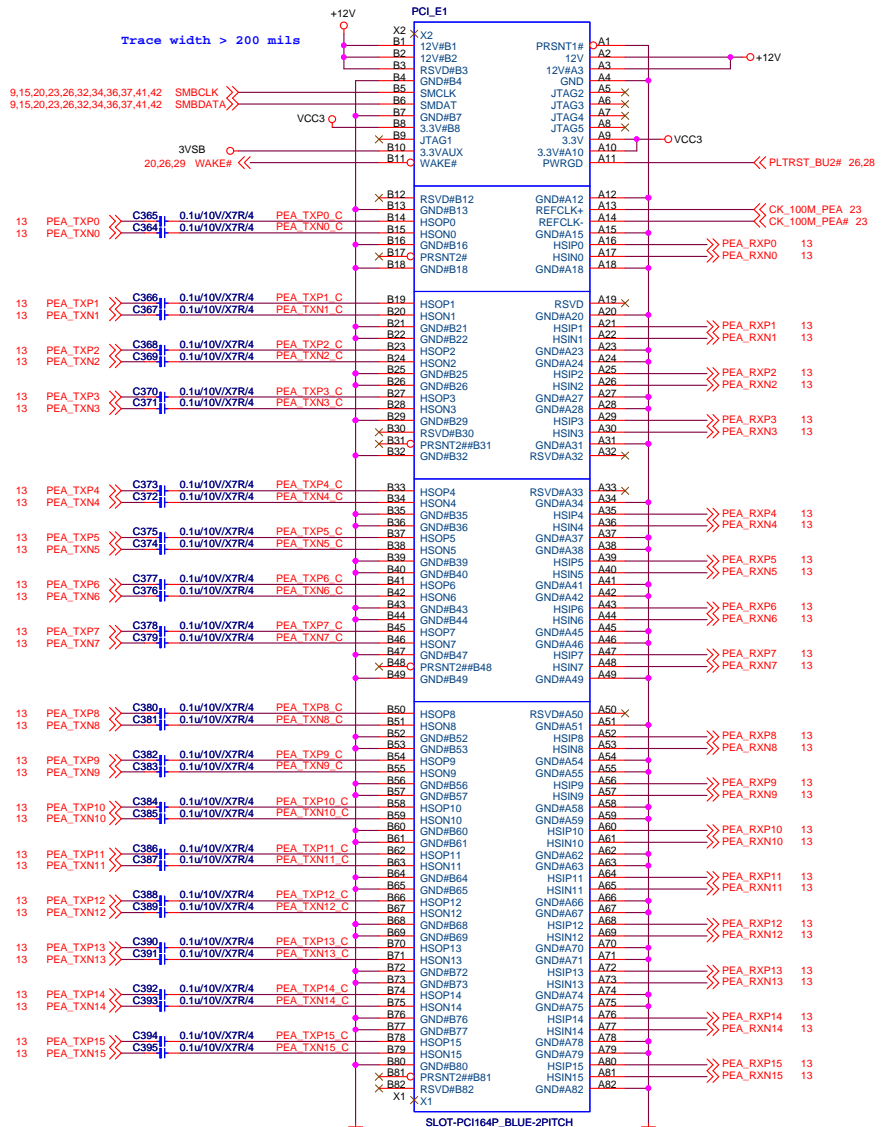 PCI_E1
+12V
Trace width > 200 mils
X2 X2
B1 12V#B1 PRSNT1# A1
B2 12V#B2 12V A2 +12V
B3 RSVD#B3 12V#A3 A3
B4 GND#B4 GND A4
9,15,20,23,26,32,34,36,37,41,42 SMBCLK B5 SMCLK JTAG2 A5
9,15,20,23,26,32,34,36,37,41,42 SMBDATA B6 SMDAT JTAG3 A6
B7 GND#B7 JTAG4 A7
VCC3 B8 3.3V#B8 JTAG5 A8
B9 JTAG1 3.3V A9 VCC3
3VSB B10 3.3VAUX 3.3V#A10 A10
20,26,29 WAKE# B11 WAKE# PWRGD A11 PLTRST_BU2# 26,28
B12 RSVD#B12 GND#A12 A12
B13 GND#B13 REFCLK+ A13 CK_100M_PEA 23
13 PEA_TXP0 C365 0.1u/10V/X7R/4 PEA_TXP0_C B14 HSOP0 REFCLK- A14 CK_100M_PEA# 23
13 PEA_TXN0 C364 0.1u/10V/X7R/4 PEA_TXN0_C B15 HSON0 GND#A15 A15
B16 GND#B16 HSIP0 A16 PEA_RXP0 13
B17 PRSNT2# HSIN0 A17 PEA_RXN0 13
B18 GND#B18 GND#A18 A18
13 PEA_TXP1 C366 0.1u/10V/X7R/4 PEA_TXP1_C B19 HSOP1 RSVD A19
13 PEA_TXN1 C367 0.1u/10V/X7R/4 PEA_TXN1_C B20 HSON1 GND#A20 A20
B21 GND#B21 HSIP1 A21 PEA_RXP1 13
B22 GND#B22 HSIN1 A22 PEA_RXN1 13
13 PEA_TXP2 C368 0.1u/10V/X7R/4 PEA_TXP2_C B23 HSOP2 GND#A23 A23
13 PEA_TXN2 C369 0.1u/10V/X7R/4 PEA_TXN2_C B24 HSON2 GND#A24 A24
B25 GND#B25 HSIP2 A25 PEA_RXP2 13
B26 GND#B26 HSIN2 A26 PEA_RXN2 13
13 PEA_TXP3 C370 0.1u/10V/X7R/4 PEA_TXP3_C B27 HSOP3 GND#A27 A27
13 PEA_TXN3 C371 0.1u/10V/X7R/4 PEA_TXN3_C B28 HSON3 GND#A28 A28
B29 GND#B29 HSIP3 A29 PEA_RXP3 13
B30 RSVD#B30 HSIN3 A30 PEA_RXN3 13
B31 PRSNT2##B31 GND#A31 A31
B32 GND#B32 RSVD#A32 A32
13 PEA_TXP4 C373 0.1u/10V/X7R/4 PEA_TXP4_C B33 HSOP4 RSVD#A33 A33
13 PEA_TXN4 C372 0.1u/10V/X7R/4 PEA_TXN4_C B34 HSON4 GND#A34 A34
B35 GND#B35 HSIP4 A35 PEA_RXP4 13
B36 GND#B36 HSIN4 A36 PEA_RXN4 13
13 PEA_TXP5 C375 0.1u/10V/X7R/4 PEA_TXP5_C B37 HSOP5 GND#A37 A37
13 PEA_TXN5 C374 0.1u/10V/X7R/4 PEA_TXN5_C B38 HSON5 GND#A38 A38
B39 GND#B39 HSIP5 A39 PEA_RXP5 13
B40 GND#B40 HSIN5 A40 PEA_RXN5 13
13 PEA_TXP6 C377 0.1u/10V/X7R/4 PEA_TXP6_C B41 HSOP6 GND#A41 A41
13 PEA_TXN6 C376 0.1u/10V/X7R/4 PEA_TXN6_C B42 HSON6 GND#A42 A42
B43 GND#B43 HSIP6 A43 PEA_RXP6 13
B44 GND#B44 HSIN6 A44 PEA_RXN6 13
13 PEA_TXP7 C378 0.1u/10V/X7R/4 PEA_TXP7_C B45 HSOP7 GND#A45 A45
13 PEA_TXN7 C379 0.1u/10V/X7R/4 PEA_TXN7_C B46 HSON7 GND#A46 A46
B47 GND#B47 HSIP7 A47 PEA_RXP7 13
B48 PRSNT2##B48 HSIN7 A48 PEA_RXN7 13
B49 GND#B49 GND#A49 A49
13 PEA_TXP8 C380 0.1u/10V/X7R/4 PEA_TXP8_C B50 HSOP8 RSVD#A50 A50
13 PEA_TXN8 C381 0.1u/10V/X7R/4 PEA_TXN8_C B51 HSON8 GND#A51 A51
B52 GND#B52 HSIP8 A52 PEA_RXP8 13
B53 GND#B53 HSIN8 A53 PEA_RXN8 13
13 PEA_TXP9 C382 0.1u/10V/X7R/4 PEA_TXP9_C B54 HSOP9 GND#A54 A54
13 PEA_TXN9 C383 0.1u/10V/X7R/4 PEA_TXN9_C B55 HSON9 GND#A55 A55
B56 GND#B56 HSIP9 A56 PEA_RXP9 13
B57 GND#B57 HSIN9 A57 PEA_RXN9 13
13 PEA_TXP10 C384 0.1u/10V/X7R/4 PEA_TXP10_C B58 HSOP10 GND#A58 A58
13 PEA_TXN10 C385 0.1u/10V/X7R/4 PEA_TXN10_C B59 HSON10 GND#A59 A59
B60 GND#B60 HSIP10 A60 PEA_RXP10 13
B61 GND#B61 HSIN10 A61 PEA_RXN10 13
13 PEA_TXP11 C386 0.1u/10V/X7R/4 PEA_TXP11_C B62 HSOP11 GND#A62 A62
13 PEA_TXN11 C387 0.1u/10V/X7R/4 PEA_TXN11_C B63 HSON11 GND#A63 A63
B64 GND#B64 HSIP11 A64 PEA_RXP11 13
B65 GND#B65 HSIN11 A65 PEA_RXN11 13
13 PEA_TXP12 C388 0.1u/10V/X7R/4 PEA_TXP12_C B66 HSOP12 GND#A66 A66
13 PEA_TXN12 C389 0.1u/10V/X7R/4 PEA_TXN12_C B67 HSON12 GND#A67 A67
B68 GND#B68 HSIP12 A68 PEA_RXP12 13
B69 GND#B69 HSIN12 A69 PEA_RXN12 13
13 PEA_TXP13 C390 0.1u/10V/X7R/4 PEA_TXP13_C B70 HSOP13 GND#A70 A70
13 PEA_TXN13 C391 0.1u/10V/X7R/4 PEA_TXN13_C B71 HSON13 GND#A71 A71
B72 GND#B72 HSIP13 A72 PEA_RXP13 13
B73 GND#B73 HSIN13 A73 PEA_RXN13 13
13 PEA_TXP14 C392 0.1u/10V/X7R/4 PEA_TXP14_C B74 HSOP14 GND#A74 A74
13 PEA_TXN14 C393 0.1u/10V/X7R/4 PEA_TXN14_C B75 HSON14 GND#A75 A75
B76 GND#B76 HSIP14 A76 PEA_RXP14 13
B77 GND#B77 HSIN14 A77 PEA_RXN14 13
13 PEA_TXP15 C394 0.1u/10V/X7R/4 PEA_TXP15_C B78 HSOP15 GND#A78 A78
13 PEA_TXN15 C395 0.1u/10V/X7R/4 PEA_TXN15_C B79 HSON15 GND#A79 A79
B80 GND#B80 HSIP15 A80 PEA_RXP15 13
B81 PRSNT2##B81 HSIN15 A81 PEA_RXN15 13
B82 RSVD#B82 GND#A82 A82
X1 X1
SLOT-PCI164P_BLUE-2PITCH